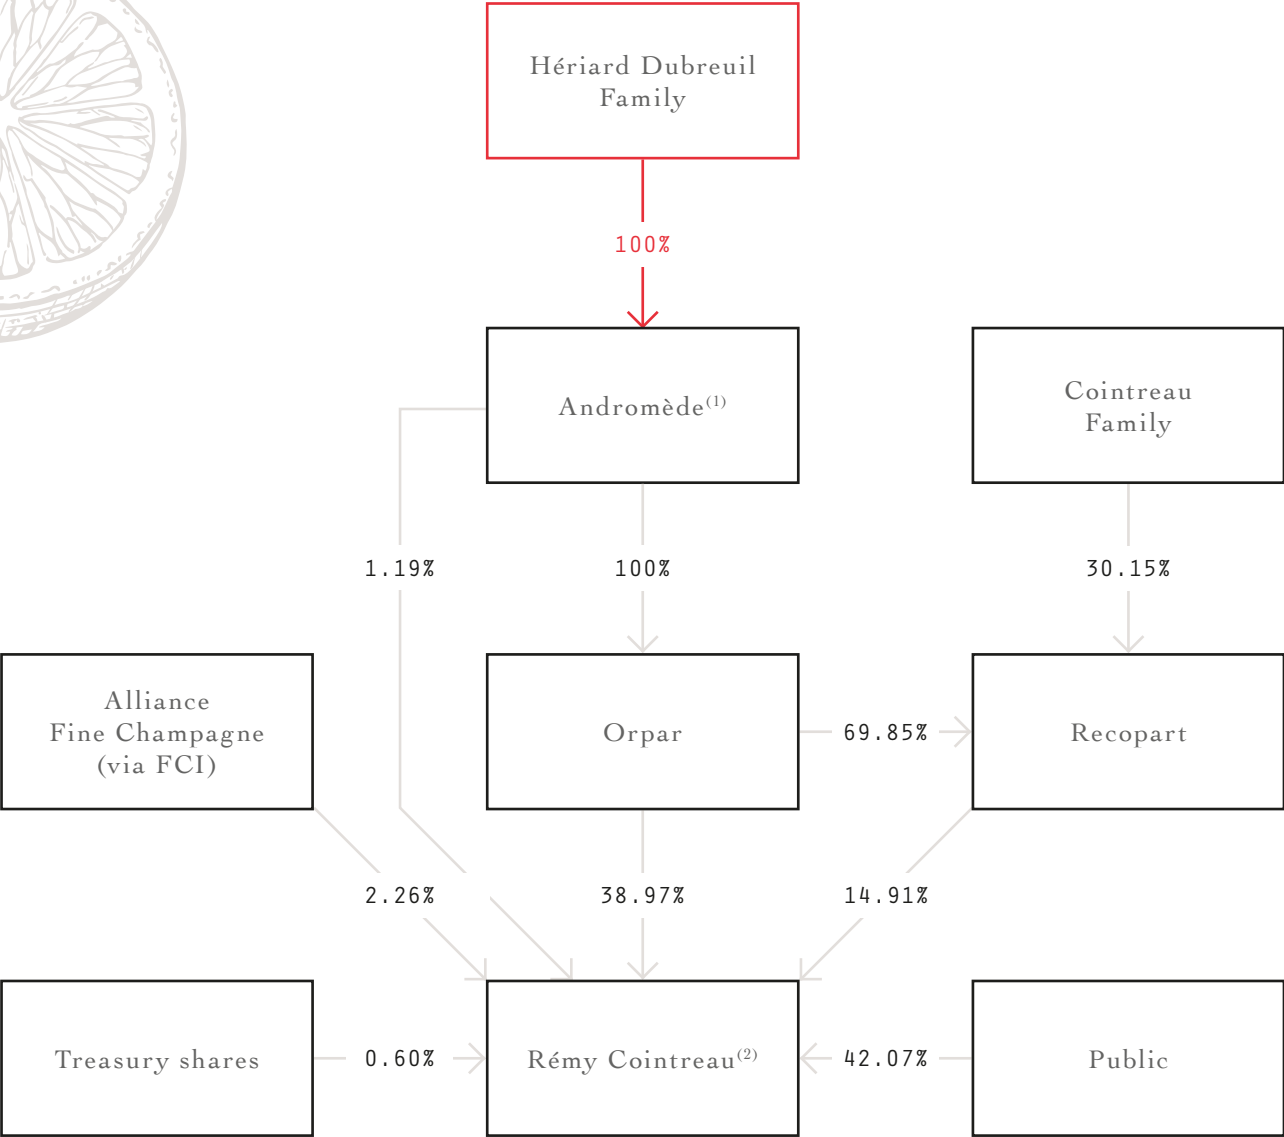 Hériard Dubreuil
Family
100%
Andromède(1)
Cointreau
Family
1.19%
100%
30.15%
Alliance
Fine Champagne
(via FCI)
Orpar
69.85%
Recopart
2.26%
38.97%
14.91%
Treasury shares
0.60%
Rémy Cointreau(2)
42.07%
Public